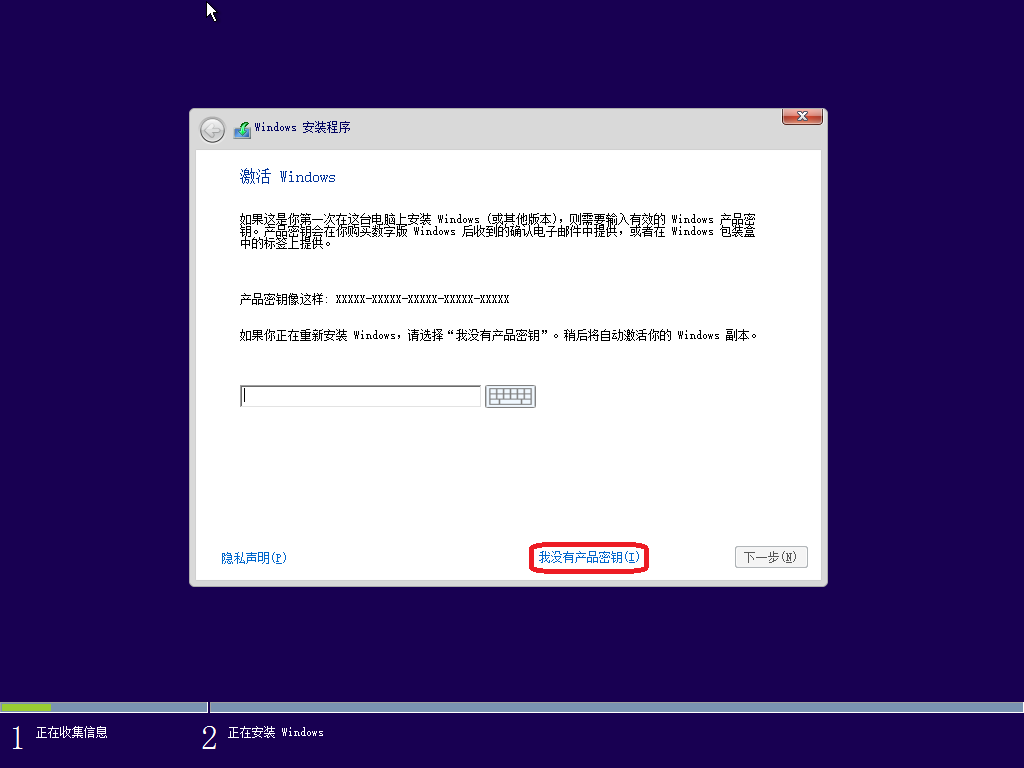 Windows 安装程序
激活 Windows
如果这是你第一次在这台电脑上安装 Windows (或其他版本)，则需要输入有效的 Windows 产品密
钥。产品密钥会在你购买数字版 Windows 后收到的确认电子邮件中提供，或者在 Windows 包装盒
中的标签上提供。
产品密钥像这样: XXXXX-XXXXX-XXXXX-XXXXX-XXXXX
如果你正在重新安装 Windows，请选择“我没有产品密钥”。稍后将自动激活你的 Windows 副本。
隐私声明(P)
我没有产品密钥(I)
下一步(N)
1 正在收集信息
2 正在安装 Windows